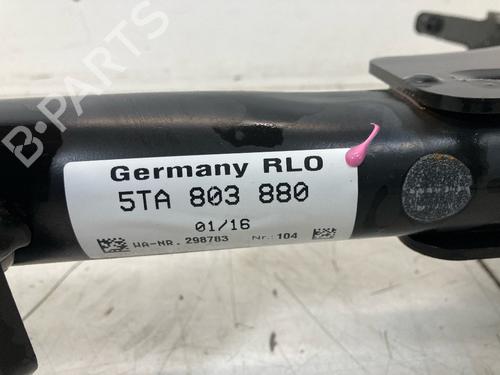 B-PARTS
Germany RLO
5TA 803 880
01/16
WA-NR. 298783 Nr.: 104